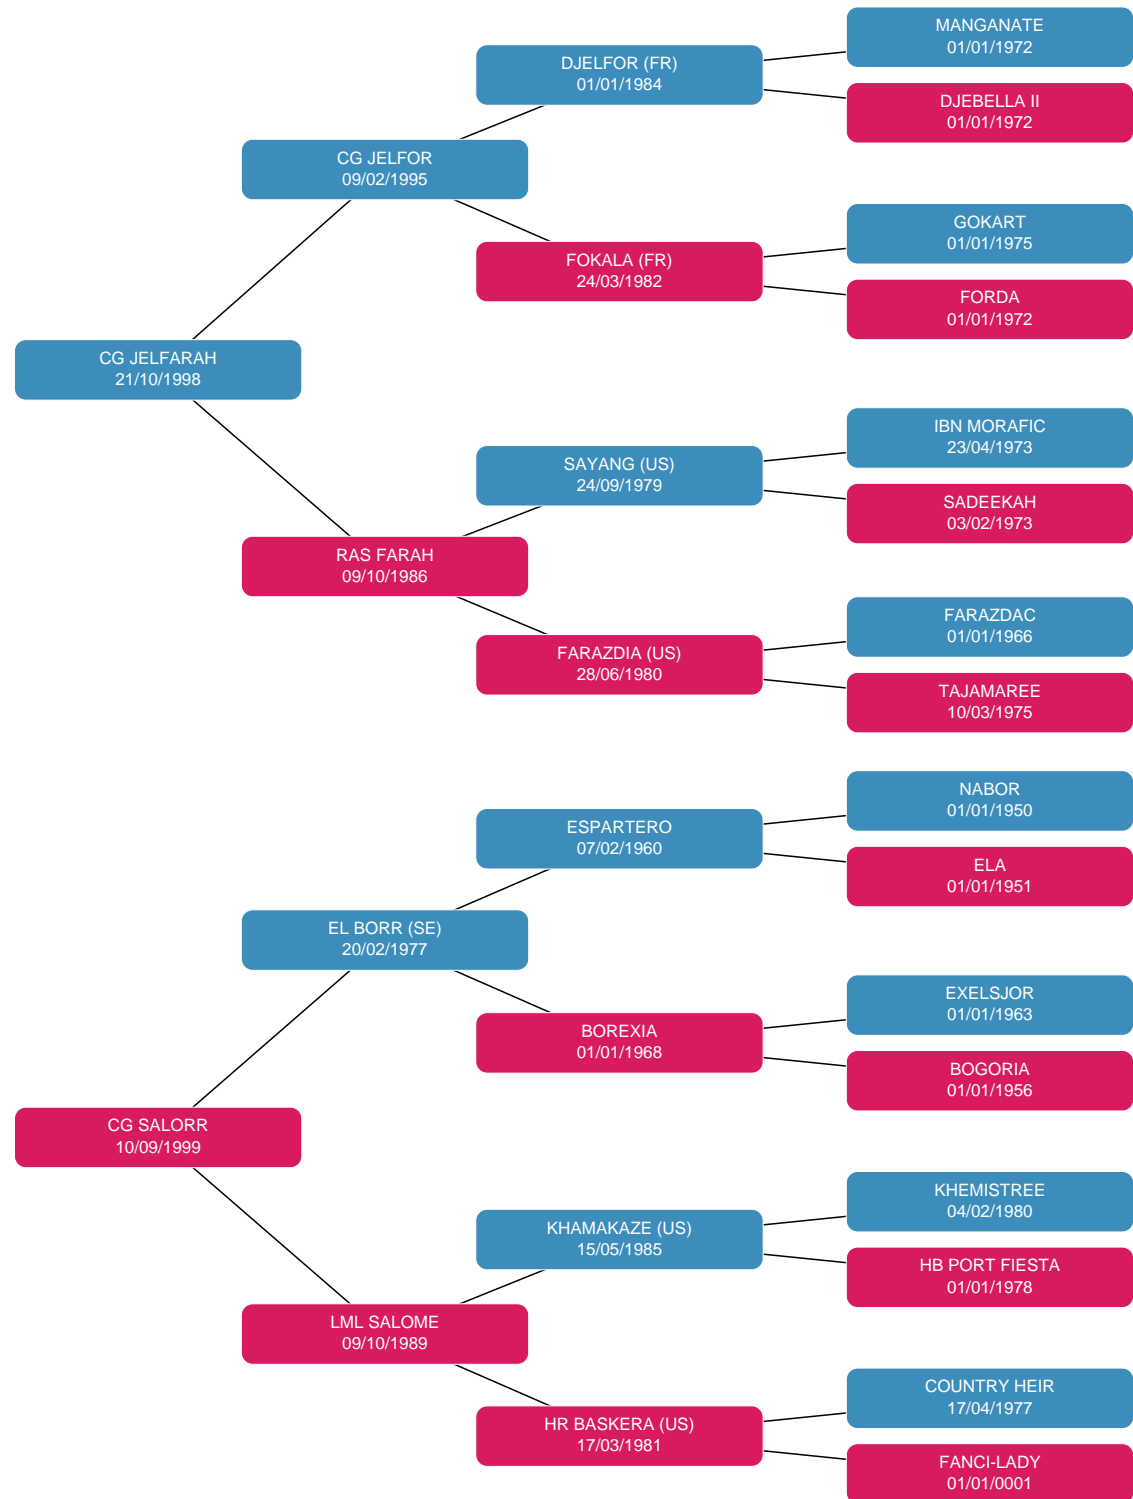 MANGANATE
01/01/1972
DJELFOR (FR)
01/01/1984
DJEBELLA II
01/01/1972
CG JELFOR
09/02/1995
GOKART
01/01/1975
FOKALA (FR)
24/03/1982
FORDA
01/01/1972
CG JELFARAH
21/10/1998
IBN MORAFIC
23/04/1973
SAYANG (US)
24/09/1979
SADEEKAH
03/02/1973
RAS FARAH
09/10/1986
FARAZDAC
01/01/1966
FARAZDIA (US)
28/06/1980
TAJAMAREE
10/03/1975
NABOR
01/01/1950
ESPARTERO
07/02/1960
ELA
01/01/1951
EL BORR (SE)
20/02/1977
EXELSJOR
01/01/1963
BOREXIA
01/01/1968
BOGORIA
01/01/1956
CG SALORR
10/09/1999
KHEMISTREE
04/02/1980
KHAMAKAZE (US)
15/05/1985
HB PORT FIESTA
01/01/1978
LML SALOME
09/10/1989
COUNTRY HEIR
17/04/1977
HR BASKERA (US)
17/03/1981
FANCI-LADY
01/01/0001